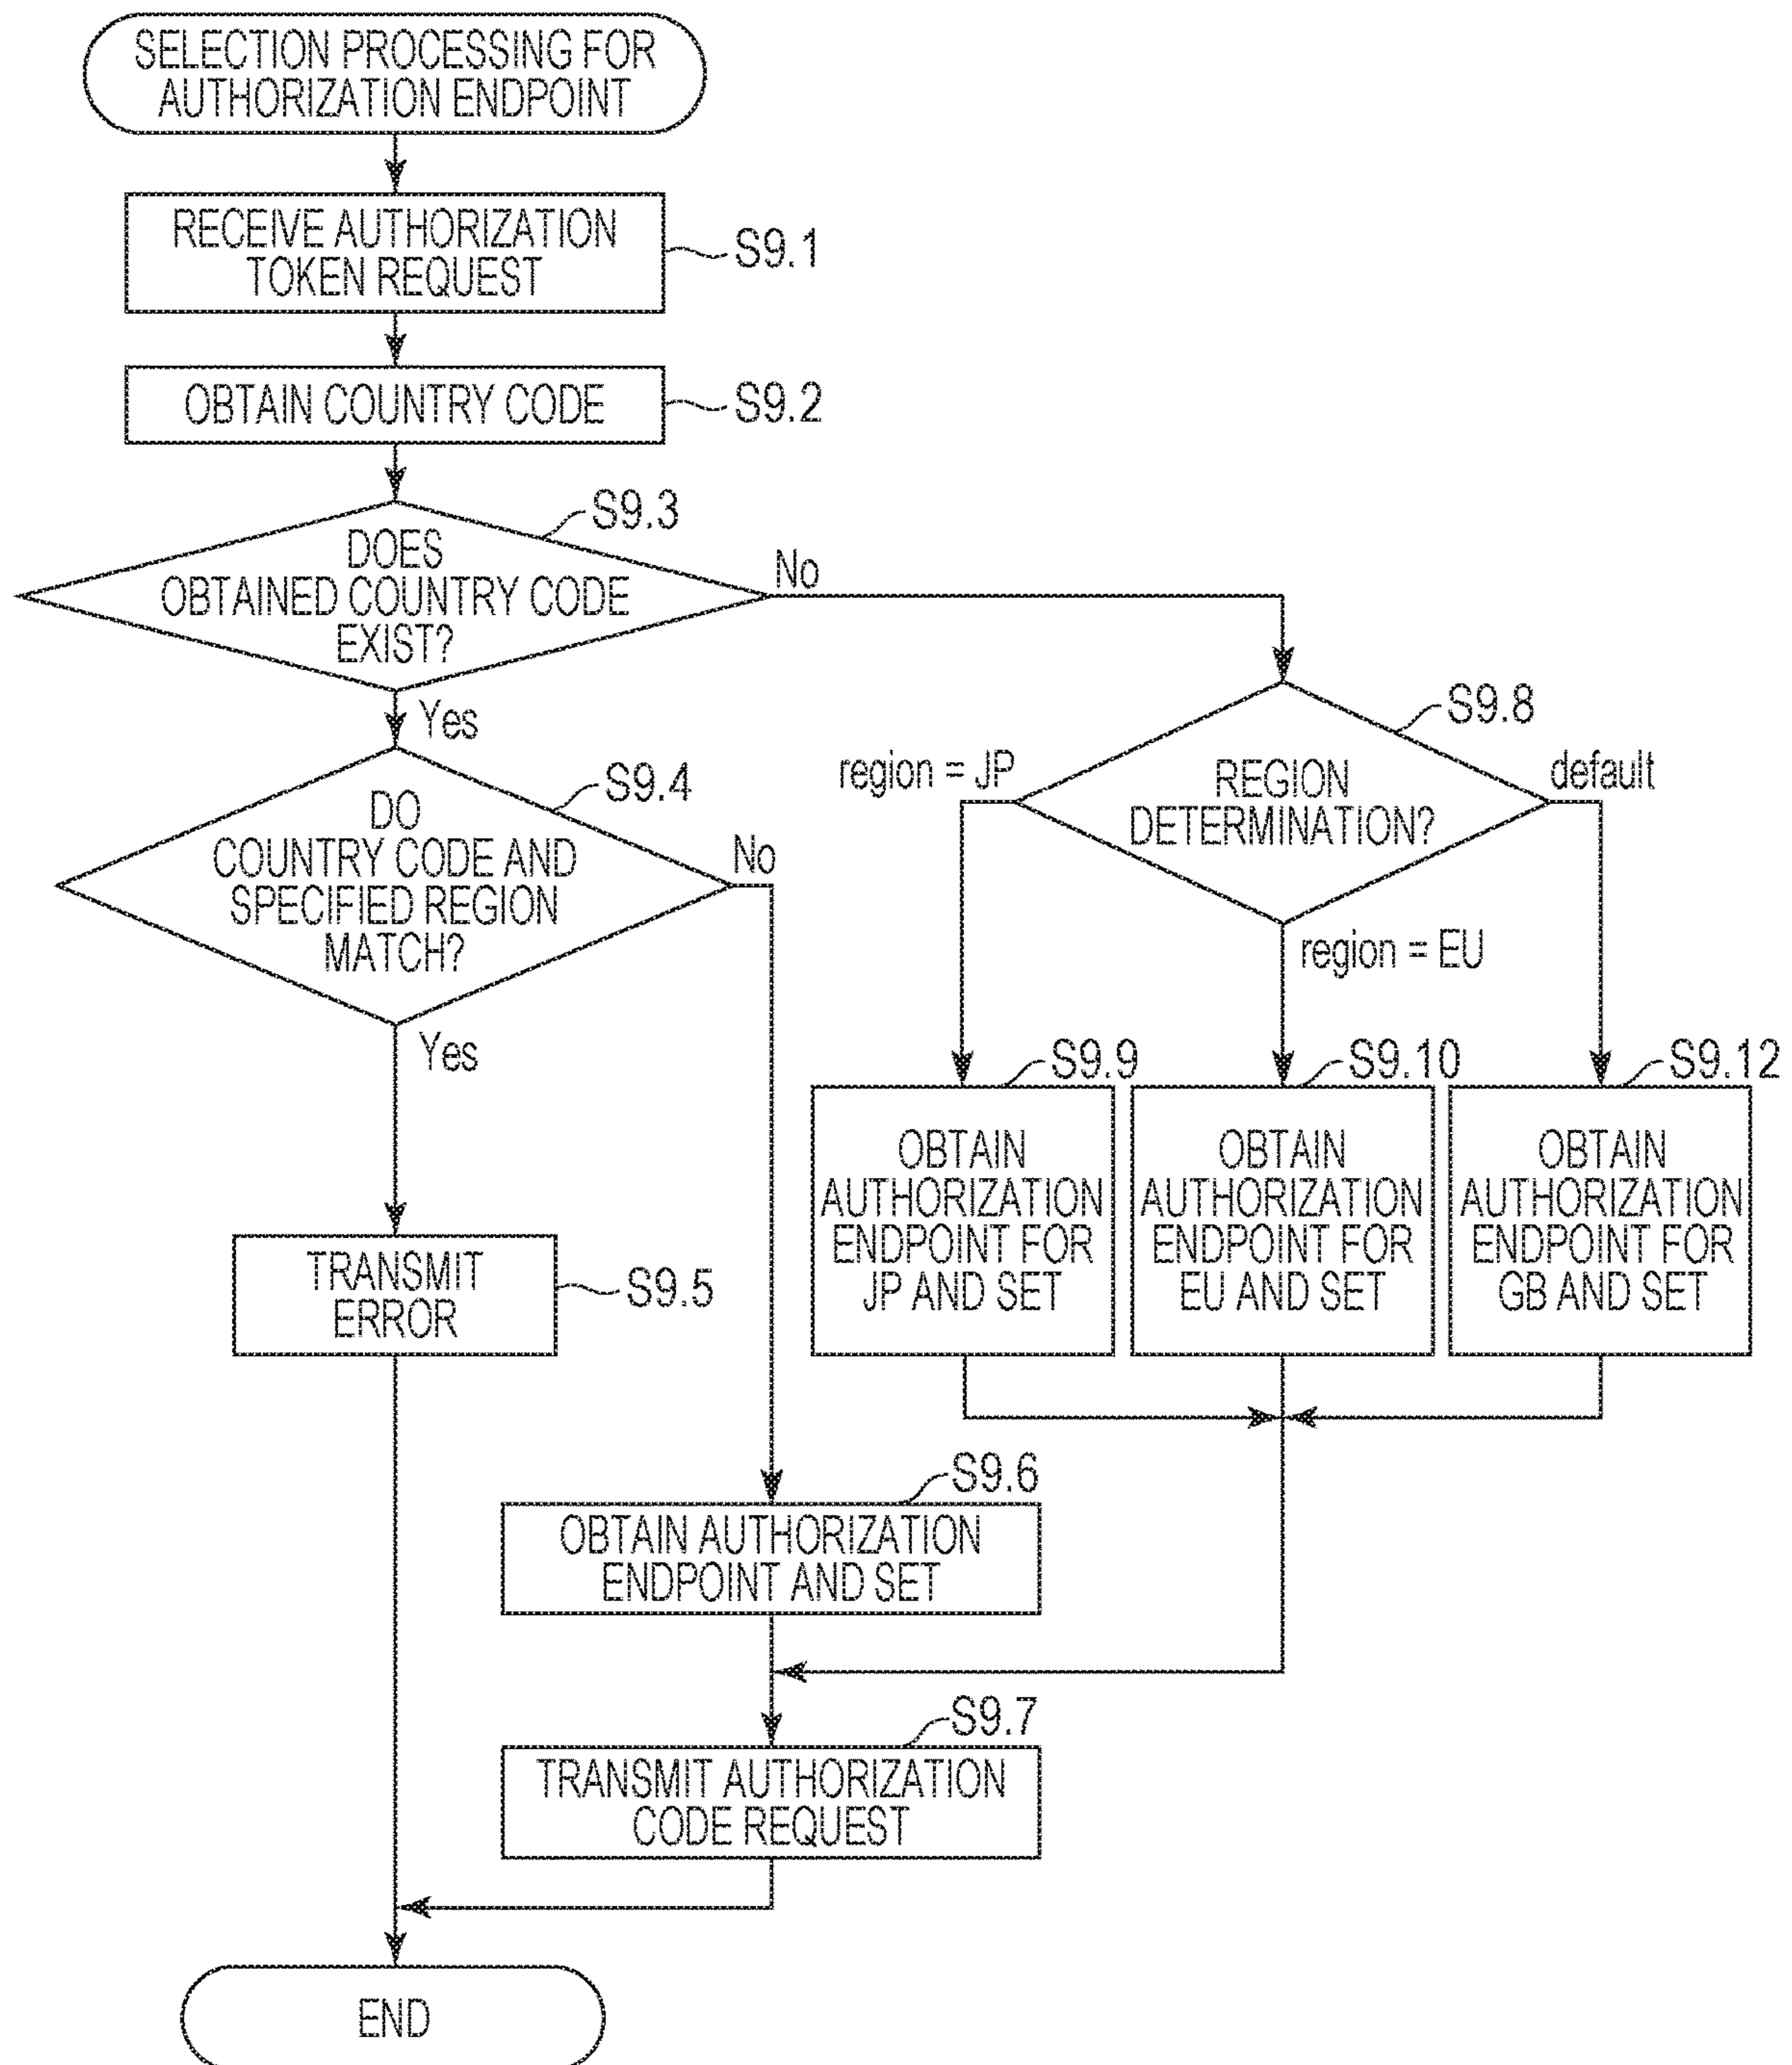 SELECTION PROCESSING FOR
AUTHORIZATION ENDPOINT
RECEIVE AUTHORIZATION
TOKEN REQUEST
S9.1
OBTAIN COUNTRY CODE
S9.2
S9.3
DOES
OBTAINED COUNTRY CODE
EXIST?
No
Yes
S9.4
DO
COUNTRY CODE AND
SPECIFIED REGION
MATCH?
No
Yes
S9.8
region = JP
REGION
DETERMINATION?
default
region = EU
S9.9
OBTAIN
AUTHORIZATION
ENDPOINT FOR
JP AND SET
S9.10
OBTAIN
AUTHORIZATION
ENDPOINT FOR
EU AND SET
S9.12
OBTAIN
AUTHORIZATION
ENDPOINT FOR
GB AND SET
TRANSMIT
ERROR
S9.5
S9.6
OBTAIN AUTHORIZATION
ENDPOINT AND SET
S9.7
TRANSMIT AUTHORIZATION
CODE REQUEST
END